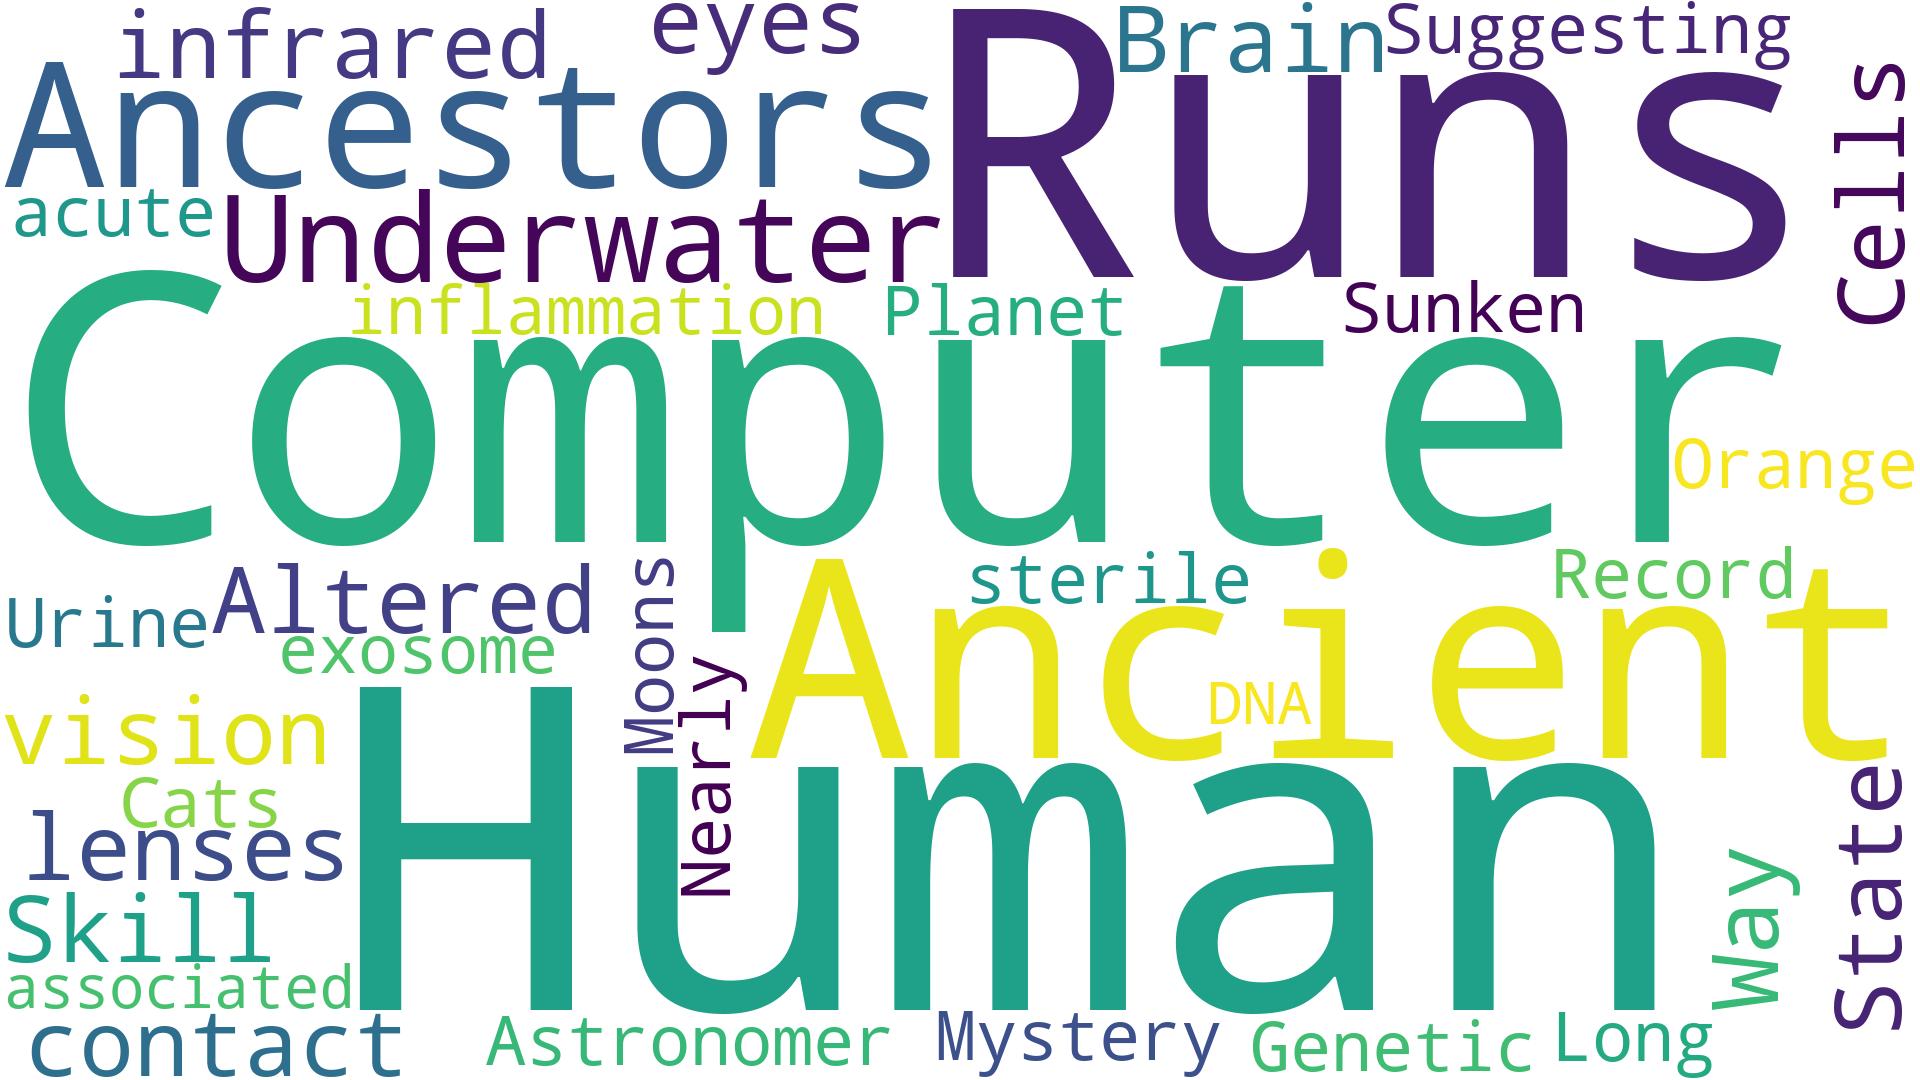 infrared
eyes
Brain
Suggesting
Ancestors
Runs
Cells
acute
Underwater
inflammation
Planet
Sunken
Computer
Orange
Urine
Altered
Moons
sterile
Record
exosome
Ancient
DNA
vision
Nearly
Cats
lenses
Human
State
Way
Skill
associated
contact
Astronomer
Mystery
Genetic
Long